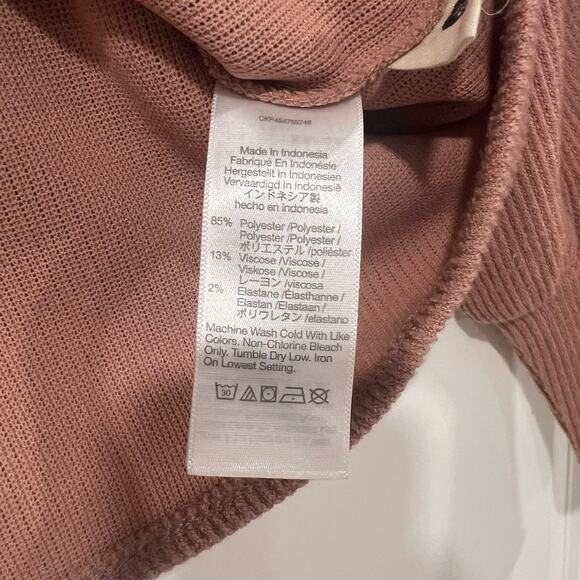 Made In Indonesia
Fabriqué En Indonésie
Hergestellt in Indonesien
Vervaardigd In Indonesië
インドネシア製
hecho en indonesia
85% Polyester /Polyester /
Polyester /Polyester /
ポリエステル /poliéster
13% Viscose /Viscose /
Viskose /Viscose /
レーヨン /viscosa
2% Elastane /Élasthanne /
Elastan /Elastaan /
ポリウレタン /elastano
Machine Wash Cold With Like
Colors. Non-Chlorine Bleach
Only. Tumble Dry Low. Iron
On Lowest Setting.
30